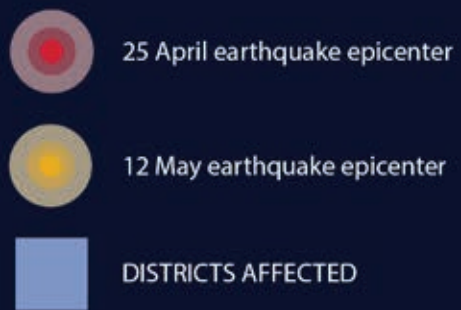 25 April earthquake epicenter
12 May earthquake epicenter
DISTRICTS AFFECTED